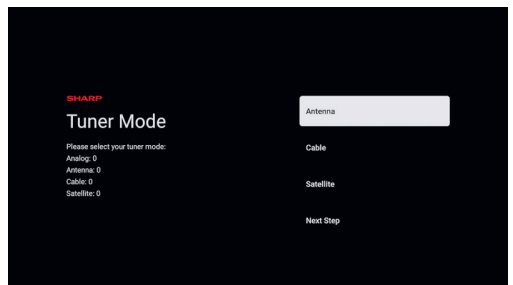 SHARP
Tuner Mode
Please select your tuner mode:
Analog: 0
Antenna: 0
Cable: 0
Satellite: 0
Antenna
Cable
Satellite
Next Step